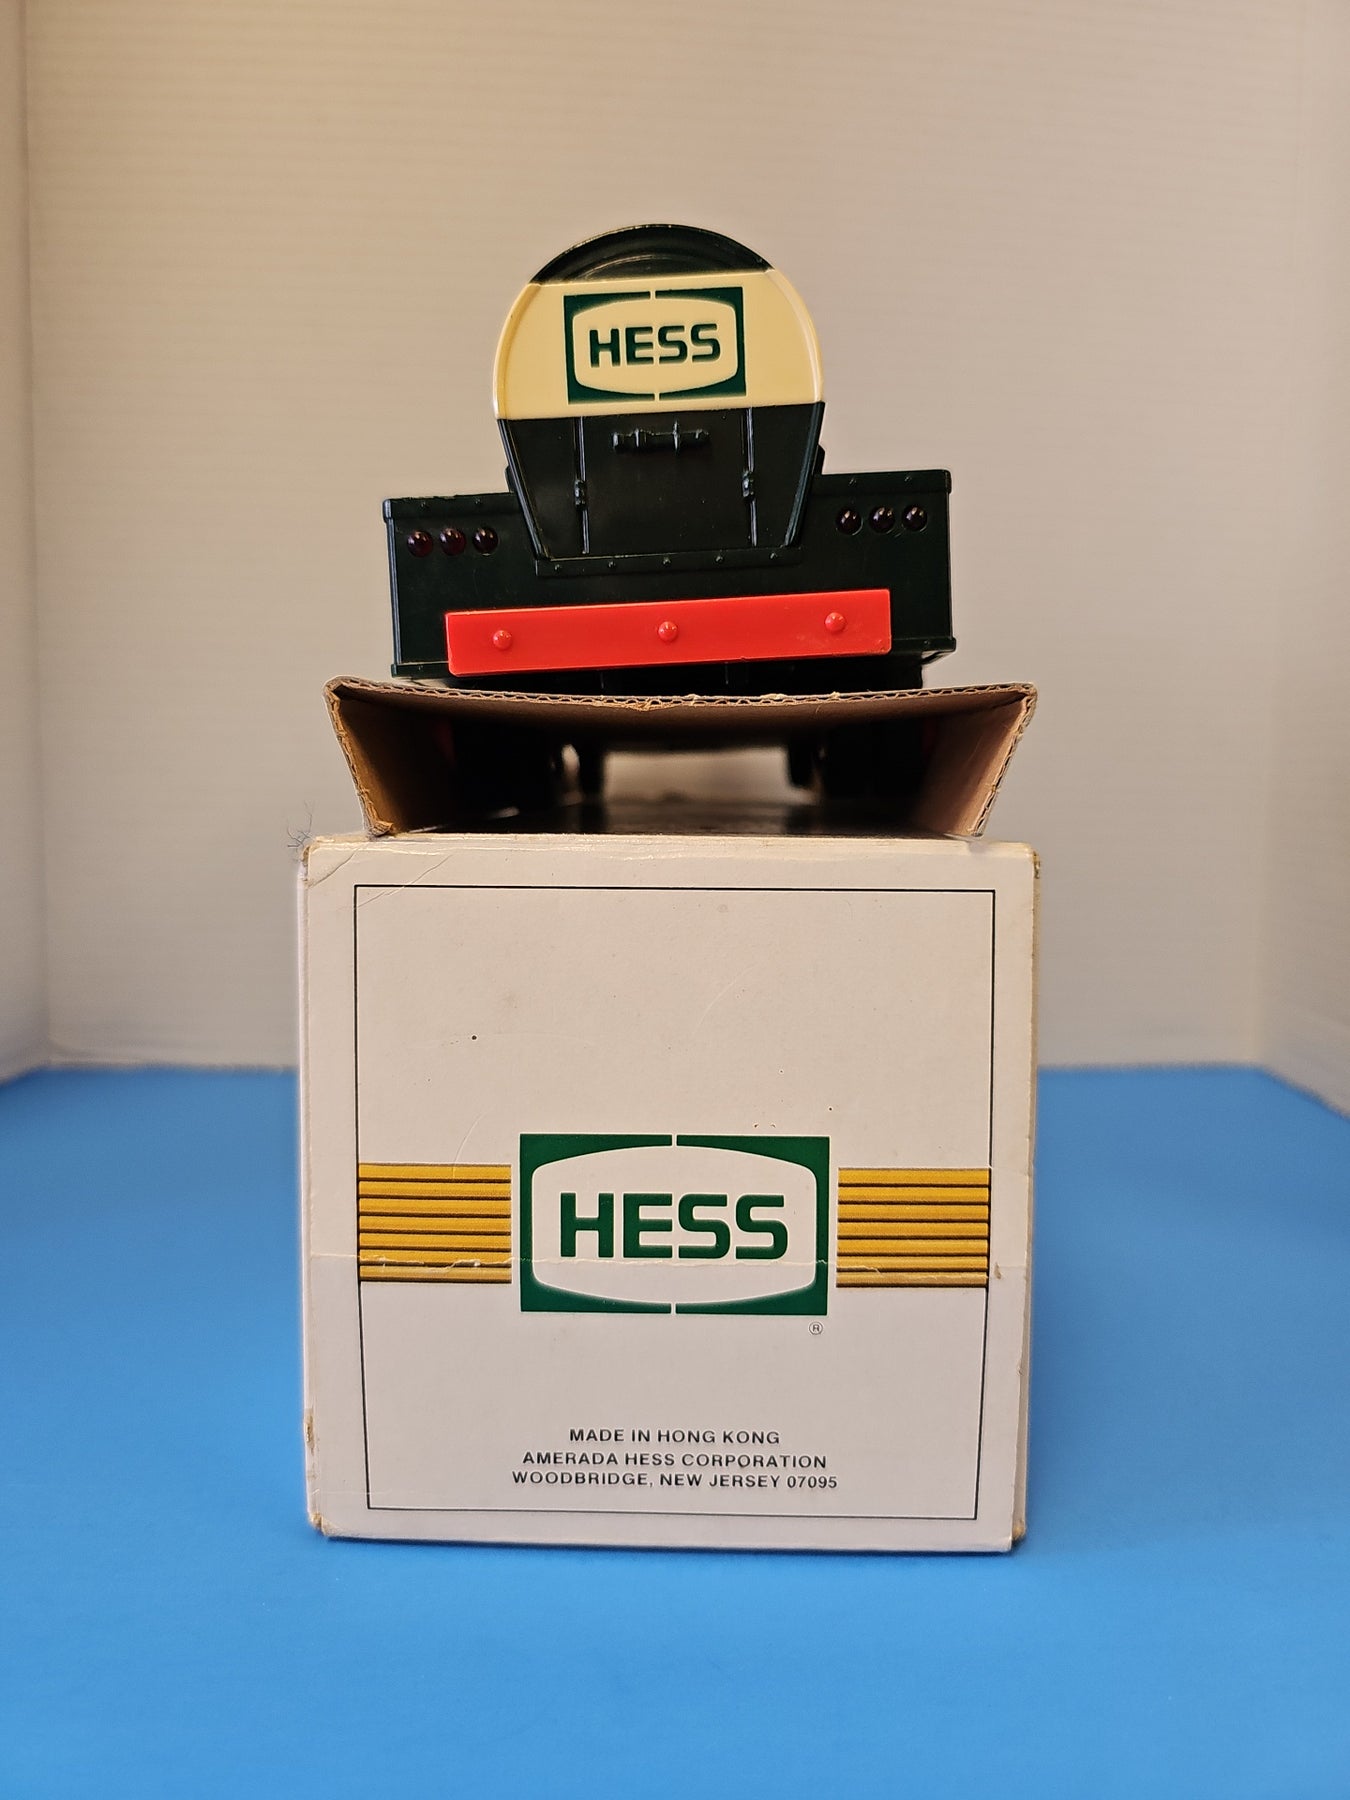 HESS
HESS
®
MADE IN HONG KONG
AMERADA HESS CORPORATION
WOODBRIDGE, NEW JERSEY 07095